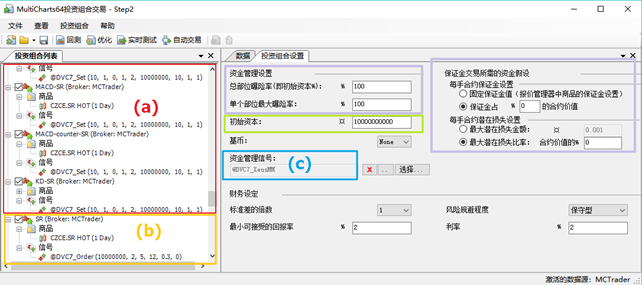 MultiCharts64投资组合交易 - Step2
文件 查看 投资组合 帮助
回测 优化 实时测试 自动交易
投资组合列表
信号
@DVC7_Set (10, 0, 1, 2, 10000000, 10, 1, 1)
MACD-SR (Broker: MCTrader)
商品
CZCE.SR HOT (1 Day)
信号
@DVC7_Set (10, 0, 1, 2, 10000000, 10, 1, 1)
MACD-counter-SR (Broker: MCTrader)
商品
CZCE.SR HOT (1 Day)
信号
@DVC7_Set (10, 0, 1, 2, 10000000, 10, 1, 1)
KD-SR (Broker: MCTrader)
商品
信号
@DVC7_Set (10, 0, 1, 2, 10000000, 10, 1, 1)
(a)
SR (Broker: MCTrader)
商品
CZCE.SR HOT (1 Day)
信号
@DVC7_Order (10000000, 2, 5, 12, 0.3, 0)
(b)
数据 投资组合设置
资金管理设置
总部位曝险率(即初始资本%): % 100
单个部位最大曝险率: % 100
初始资本: ¤ 10000000000
基币: None
资金管理信号:
@DVC7_XeusMM X .. 选择...
(c)
保证金交易所需的资金假设
每手合约保证金设置
固定保证金值（报价管理器中商品的保证金设置）
保证金占 % 0 的合约价值
每手合约潜在损失设置
最大潜在损失金额: ¤ 0.001
最大潜在损失比率: 合约价值的% 0
财务设定
标准差的倍数 1 风险规避程度 保守型
最小可接受的回报率 % 2 利率 % 2
激活的数据源：MCTrader